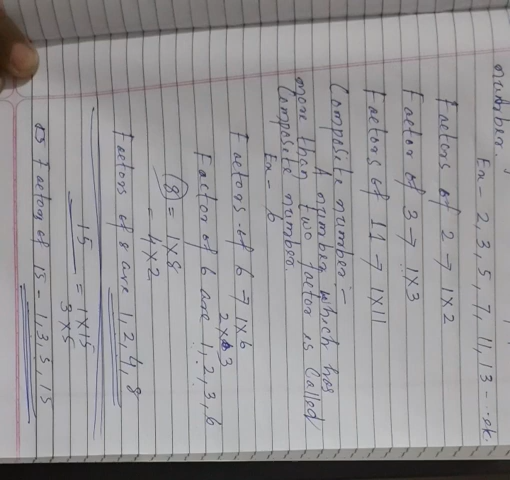 number.
Ex- 2, 3, 5, 7, 11, 13 - ..etc.
Factors of 2 → 1×2
Factor of 3 → 1×3
Factors of 11 → 1×11
Composite number :-
A number which has
more than two factor is called
Composite number.
Ex - 6
Factors of 6 → 1×6
2×3
Factor of 6 are 1, 2, 3, 6
8 = 1×8
= 4×2
Factors of 8 are 1, 2, 4, 8
15 = 1×15
3×5
Factor of 15 - 1, 3, 5, 15